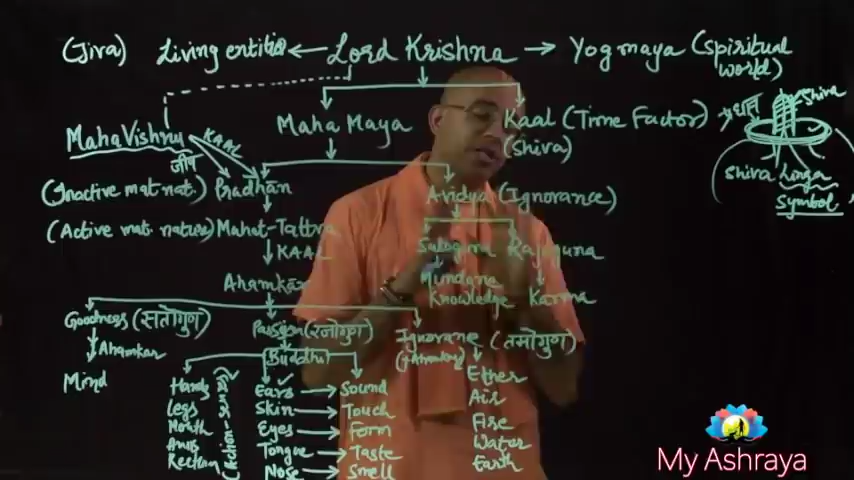 (Jiva) Living entities ← Lord Krishna → Yogmaya (spiritual world)
Maha Maya
Kaal (Time Factor) → धाम
(Shiva)
Shiva
Shiva Linga
Symbol
Maha Vishnu
KAAL
जीव
(Inactive mat. nat.) Pradhan
Avidya (Ignorance)
(Active mat. nature) Mahat-Tattva
KAAL
Satoguna Rajoguna
Mundane Knowledge Karma
Ahamkar
Goodness (सतोगुण)
Passion (रजोगुण)
Ignorance (तमोगुण)
Ahamkar
(+Ahamkar)
Mind
Buddhi
Hands
Legs
Mouth
Anus
Ears → Sound
Skin → Touch
Eyes → Form
Tongue → Taste
Nose → Smell
Ether
Air
Fire
Water
Earth
My Ashraya